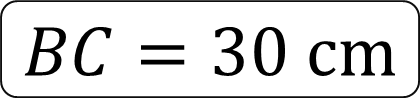 BC = 30 cm